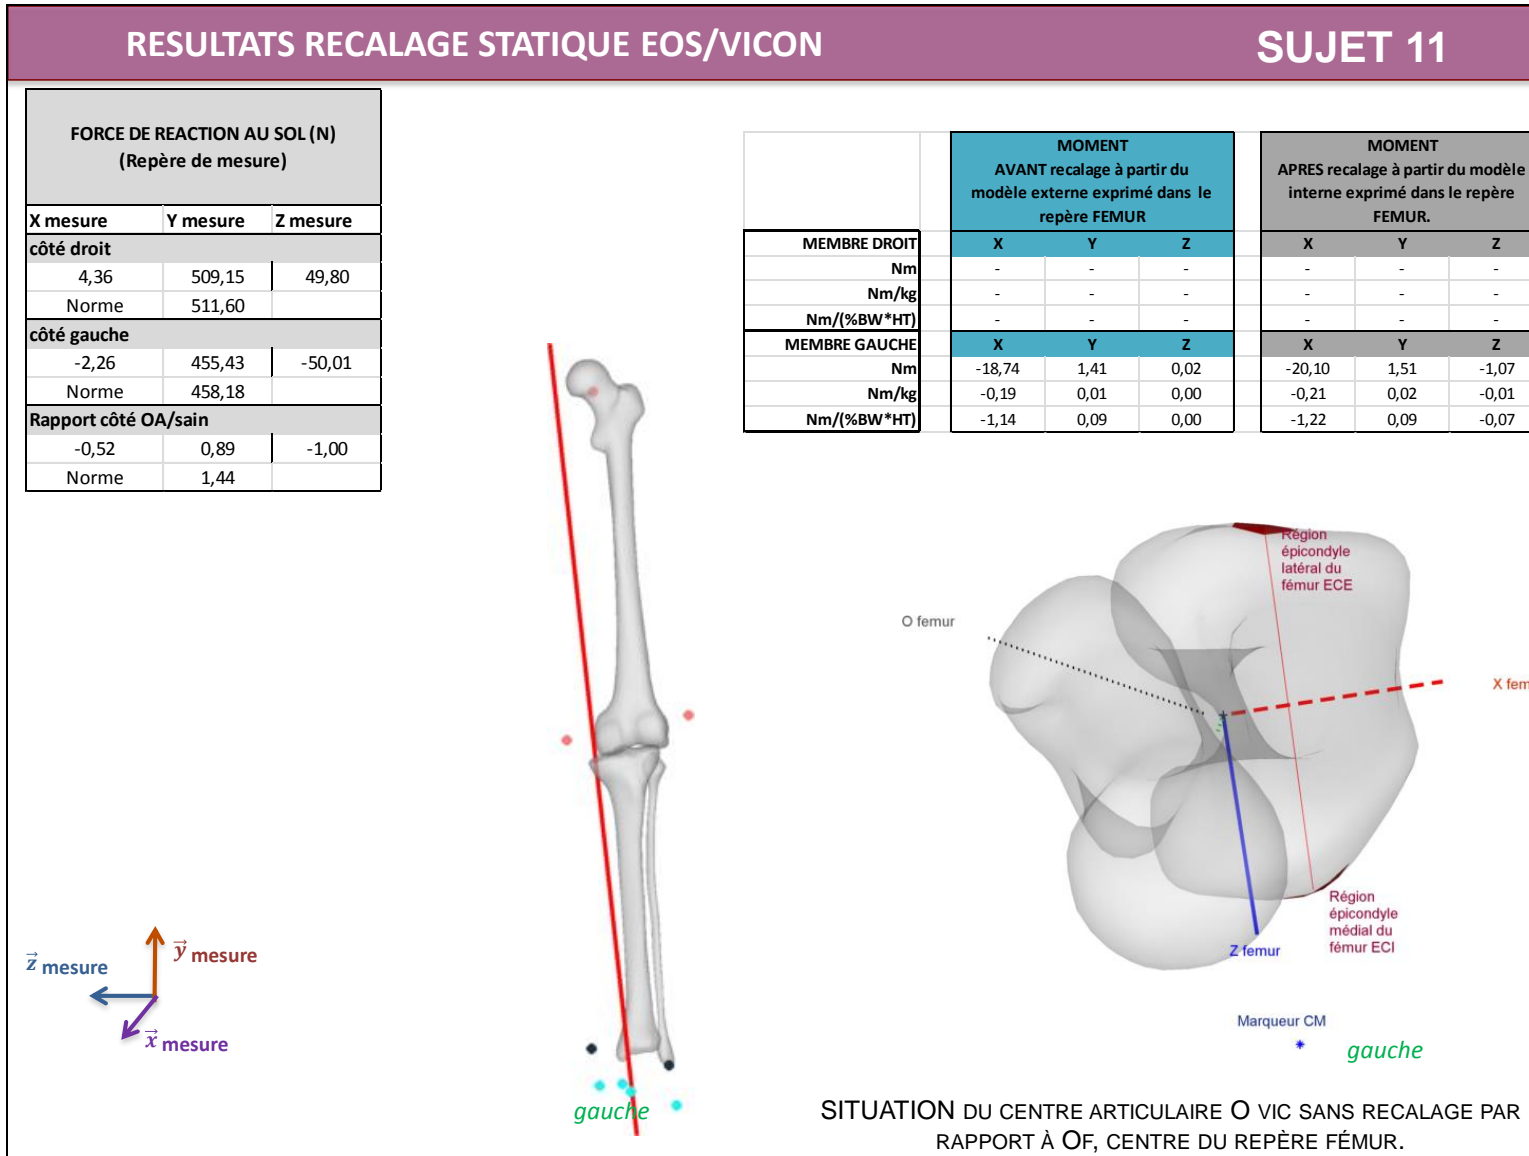 RESULTATS RECALAGE STATIQUE EOS/VICON
SUJET 11
FORCE DE REACTION AU SOL (N)
(Repère de mesure)
X mesure Y mesure Z mesure
côté droit
4,36 509,15 49,80
Norme 511,60
côté gauche
-2,26 455,43 -50,01
Norme 458,18
Rapport côté OA/sain
-0,52 0,89 -1,00
Norme 1,44
MOMENT
AVANT recalage à partir du
modèle externe exprimé dans le
repère FEMUR
MOMENT
APRES recalage à partir du modèle
interne exprimé dans le repère
FEMUR.
MEMBRE DROIT X Y Z X Y Z
Nm - - - - - -
Nm/kg - - - - - -
Nm/(%BW*HT) - - - - - -
MEMBRE GAUCHE X Y Z X Y Z
Nm -18,74 1,41 0,02 -20,10 1,51 -1,07
Nm/kg -0,19 0,01 0,00 -0,21 0,02 -0,01
Nm/(%BW*HT) -1,14 0,09 0,00 -1,22 0,09 -0,07
Région
épicondyle
latéral du
fémur ECE
O femur
X fem
Région
épicondyle
médial du
fémur ECI
Z femur
Marqueur CM
gauche
z mesure
y mesure
x mesure
gauche
SITUATION DU CENTRE ARTICULAIRE O VIC SANS RECALAGE PAR
RAPPORT À OF, CENTRE DU REPÈRE FÉMUR.